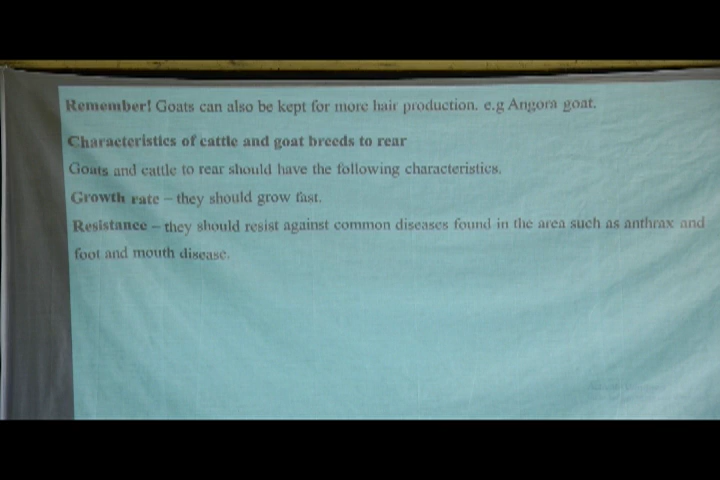 Remember! Goats can also be kept for more hair production. e.g Angora goat.
Characteristics of cattle and goat breeds to rear
Goats and cattle to rear should have the following characteristics.
Growth rate – they should grow fast.
Resistance – they should resist against common diseases found in the area such as anthrax and
foot and mouth disease.